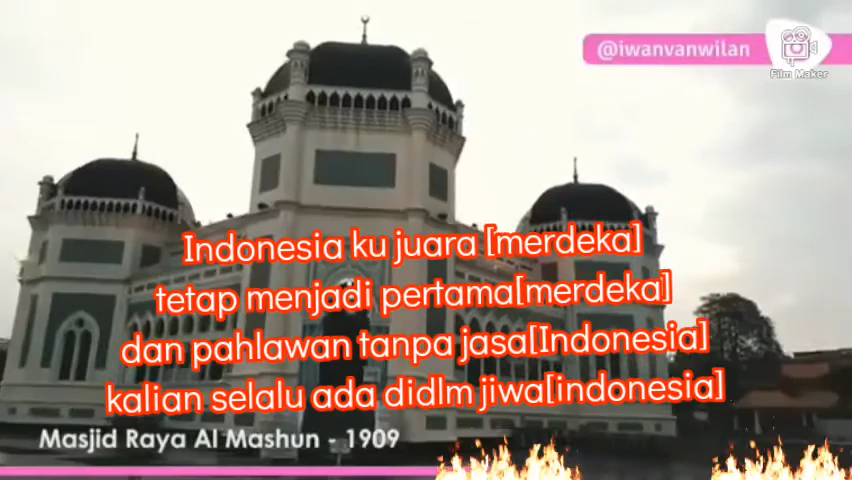 @iwanvanwilan
Film Maker
Indonesia ku juara [merdeka]
tetap menjadi pertama[merdeka]
dan pahlawan tanpa jasa[Indonesia]
kalian selalu ada didlm jiwa[indonesia]
Masjid Raya Al Mashun - 1909